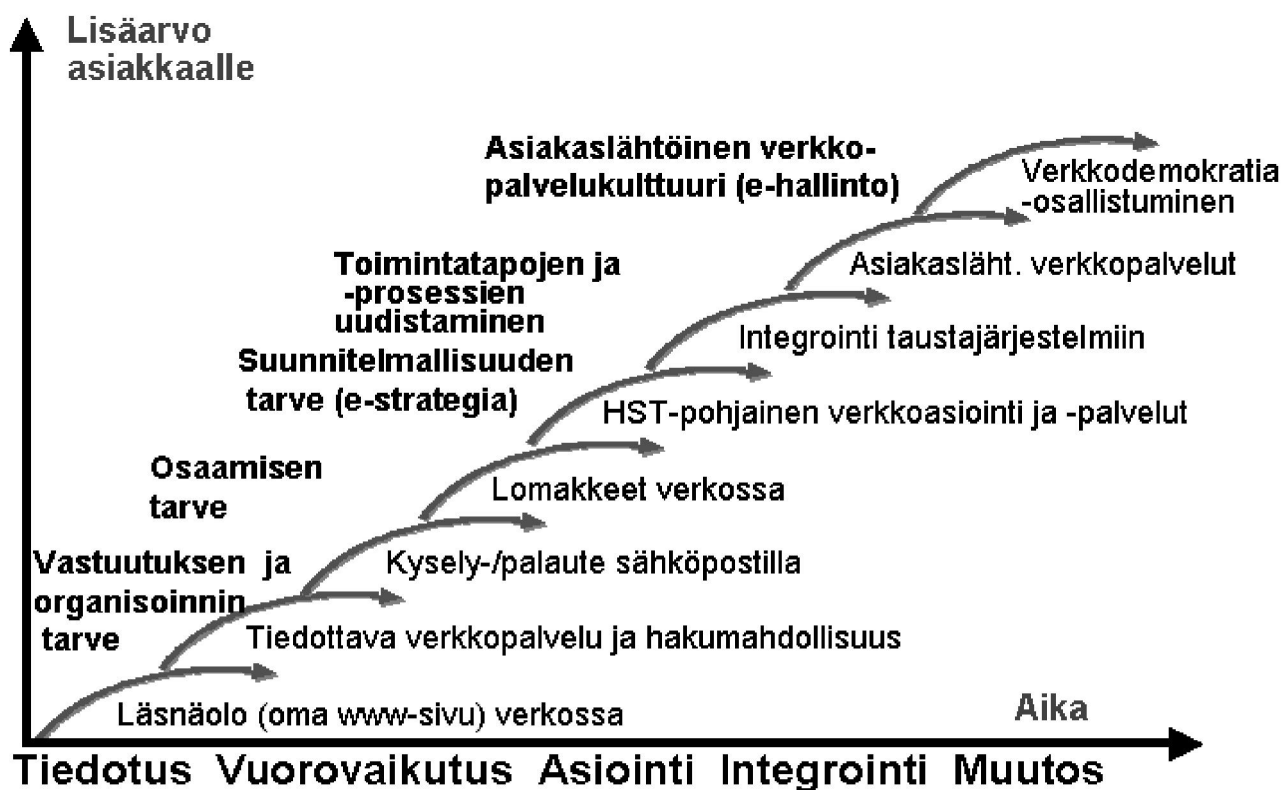 Lisäarvo
asiakkaalle
Asiakaslähtöinen verkko-
palvelukulttuuri (e-hallinto)
Verkkodemokratia
-osallistuminen
Toimintatapojen ja
-prosessien
uudistaminen
Asiakasläht. verkkopalvelut
Integrointi taustajärjestelmiin
Suunnitelmallisuuden
tarve (e-strategia)
HST-pohjainen verkkoasiointi ja -palvelut
Osaamisen
tarve
Lomakkeet verkossa
Kysely-/palaute sähköpostilla
Vastuutuksen ja
organisoinnin
tarve
Tiedottava verkkopalvelu ja hakumahdollisuus
Läsnäolo (oma www-sivu) verkossa
Aika
Tiedotus Vuorovaikutus Asiointi Integrointi Muutos